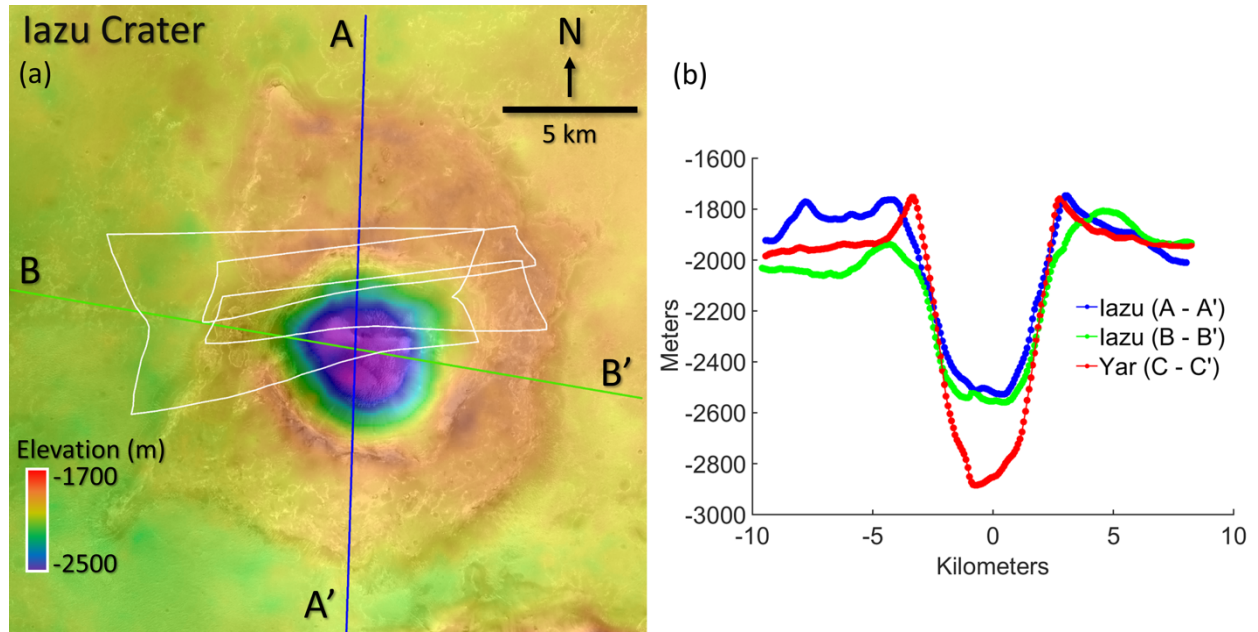 Iazu Crater
(a)
A
N
5 km
B
B'
A'
Elevation (m)
-1700
-2500
(b)
-1600
-1800
-2000
-2200
-2400
-2600
-2800
-3000
Meters
Iazu (A - A')
Iazu (B - B')
Yar (C - C')
-10
-5
0
5
10
Kilometers